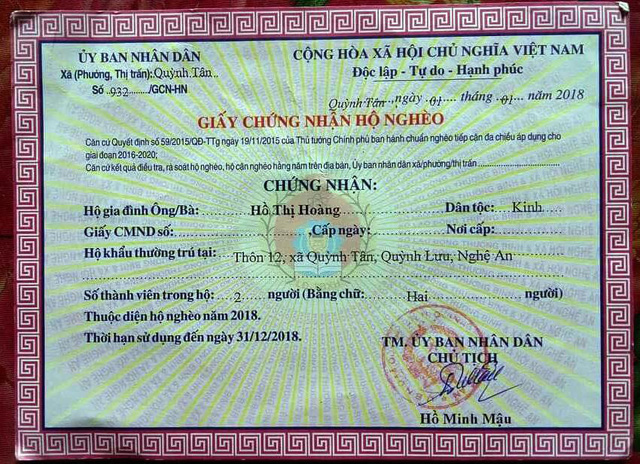 ỦY BAN NHÂN DÂN
Xã (Phường, Thị trấn):Quỳnh Tân...
Số ..932......../GCN-HN
CỘNG HÒA XÃ HỘI CHỦ NGHĨA VIỆT NAM
Độc lập - Tự do - Hạnh phúc
Quỳnh Tân...ngày ..01.... tháng ..01... năm 2018
GIẤY CHỨNG NHẬN HỘ NGHÈO
Căn cứ Quyết định số 59/2015/QĐ-TTg ngày 19/11/2015 của Thủ tướng Chính phủ ban hành chuẩn nghèo tiếp cận đa chiều áp dụng cho
giai đoạn 2016-2020;
Căn cứ kết quả điều tra, rà soát hộ nghèo, hộ cận nghèo hàng năm trên địa bàn, Ủy ban nhân dân xã/phường/thị trấn ..............................
CHỨNG NHẬN:
Hộ gia đình Ông/Bà:............Hồ Thị Hoàng........................ Dân tộc:.... Kinh
Giấy CMND số:................................,Cấp ngày:.................. Nơi cấp:..................
Hộ khẩu thường trú tại:.....Thôn 12, xã Quỳnh Tân, Quỳnh Lưu, Nghệ An
Số thành viên trong hộ:....2.......người (Bằng chữ:............Hai........................người)
Thuộc diện hộ nghèo năm 2018.
Thời hạn sử dụng đến ngày 31/12/2018.
TM. ỦY BAN NHÂN DÂN
CHỦ TỊCH
Hồ Minh Mậu